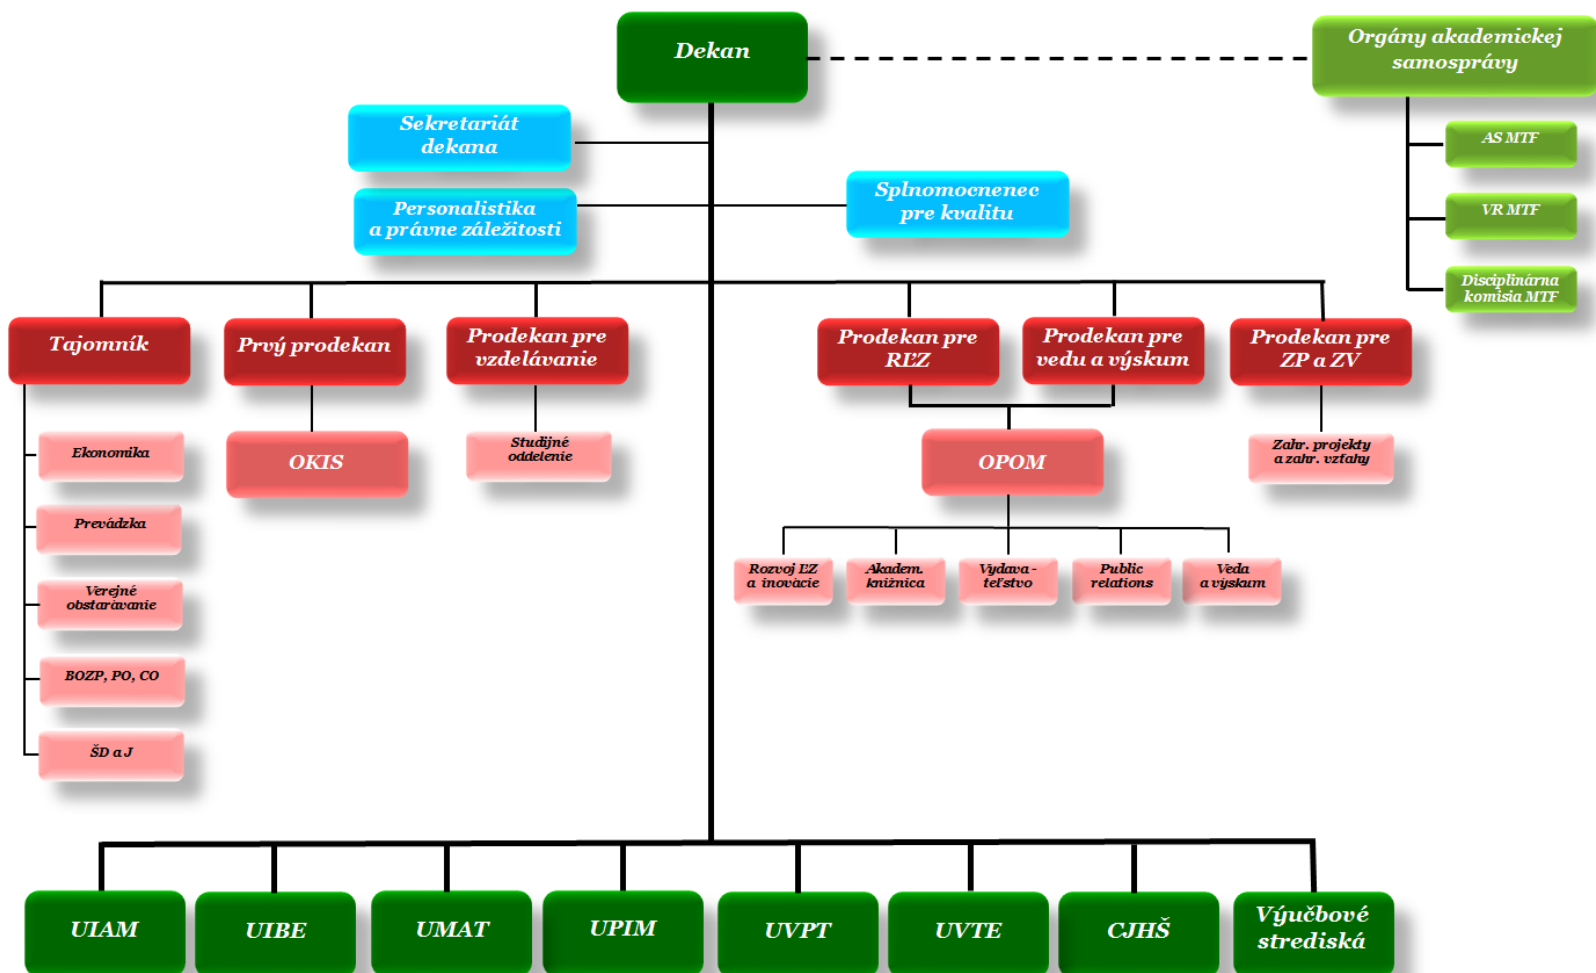 Dekan
Orgány akademickej
samosprávy
Sekretariát
dekana
AS MTF
Personalistika
a právne záležitosti
Splnomocnenec
pre kvalitu
VR MTF
Disciplinárna
komisia MTF
Tajomník
Prvý prodekan
Prodekan pre
vzdelávanie
Prodekan pre
RĽZ
Prodekan pre
vedu a výskum
Prodekan pre
ZP a ZV
Ekonomika
OKIS
Studijné
oddelenie
OPOM
Zahr. projekty
a zahr. vzťahy
Prevádzka
Verejné
obstarávanie
Rozvoj ĽZ
a inovácie
Akadem.
knižnica
Vydava -
teľstvo
Public
relations
Veda
a výskum
BOZP, PO, CO
ŠD a J
UIAM
UIBE
UMAT
UPIM
UVPT
UVTE
CJHŠ
Výučbové
strediská